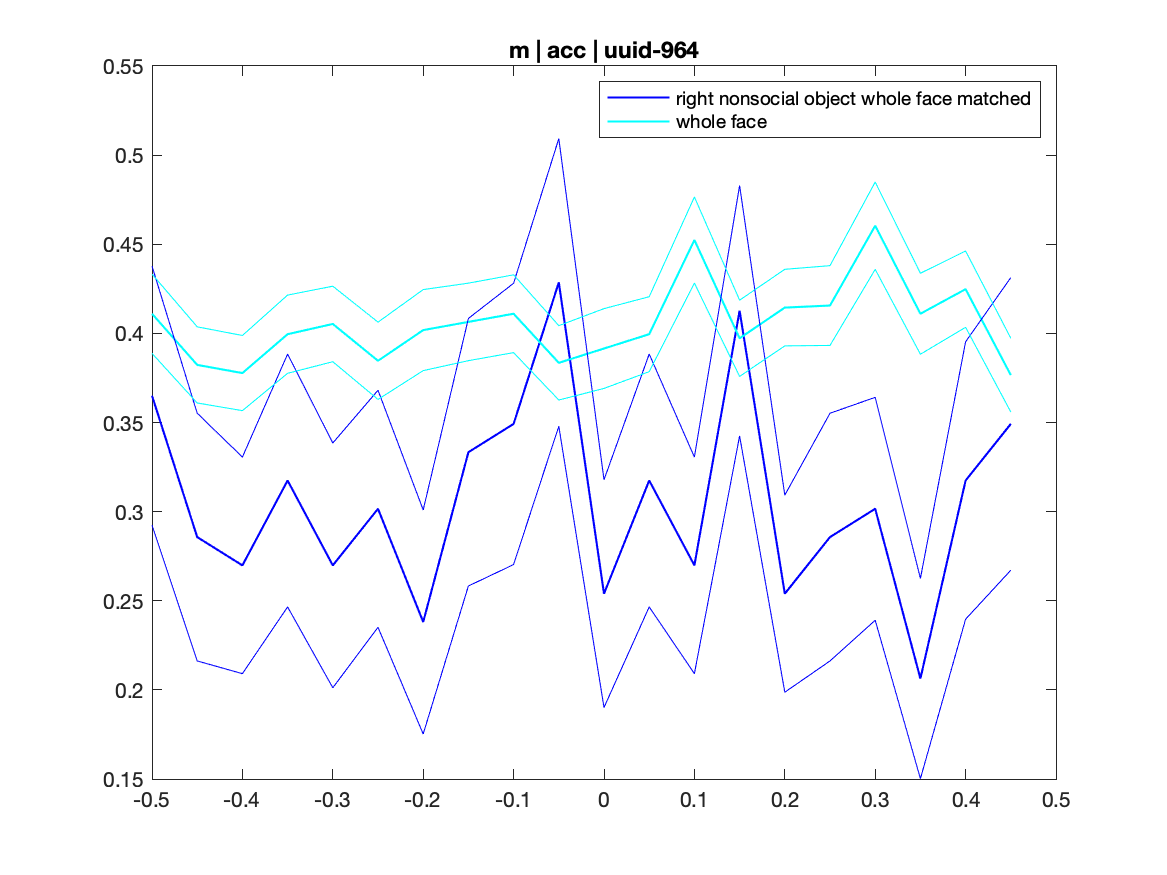 m | acc | uuid-964
right nonsocial object whole face matched
whole face
0.55
0.5
0.45
0.4
0.35
0.3
0.25
0.2
0.15
-0.5 -0.4 -0.3 -0.2 -0.1 0 0.1 0.2 0.3 0.4 0.5